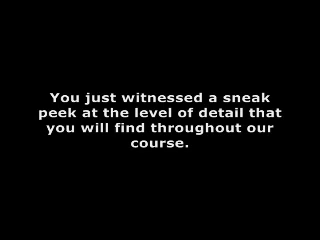 You just witnessed a sneak
peek at the level of detail that
you will find throughout our
course.